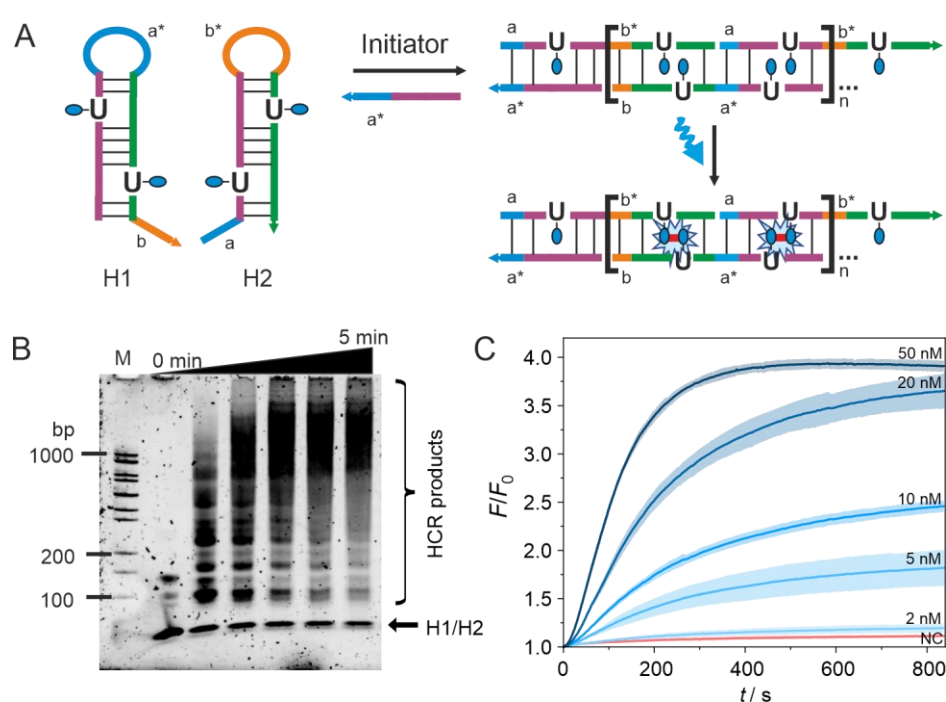 A
a*
b*
U
U
U
U
b
a
H1
H2
Initiator
a*
a
U
b*
U
a
U
b*
U
a*
b
U
a*
U
n
...
a
U
b*
U
a
U
b*
U
a*
b
U
a*
U
n
...
B
M
0 min
5 min
bp
1000
200
100
HCR products
H1/H2
C
F/F0
4.0
3.5
3.0
2.5
2.0
1.5
1.0
50 nM
20 nM
10 nM
5 nM
2 nM
NC
0
200
400
600
800
t / s